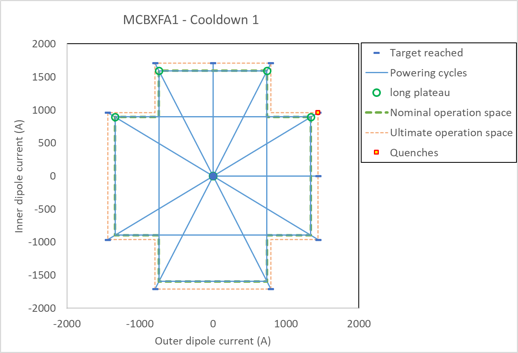 MCBXFA1 - Cooldown 1
2000
1500
1000
500
0
-500
-1000
-1500
-2000
Inner dipole current (A)
-2000
-1000
0
1000
2000
Outer dipole current (A)
Target reached
Powering cycles
long plateau
Nominal operation space
Ultimate operation space
Quenches